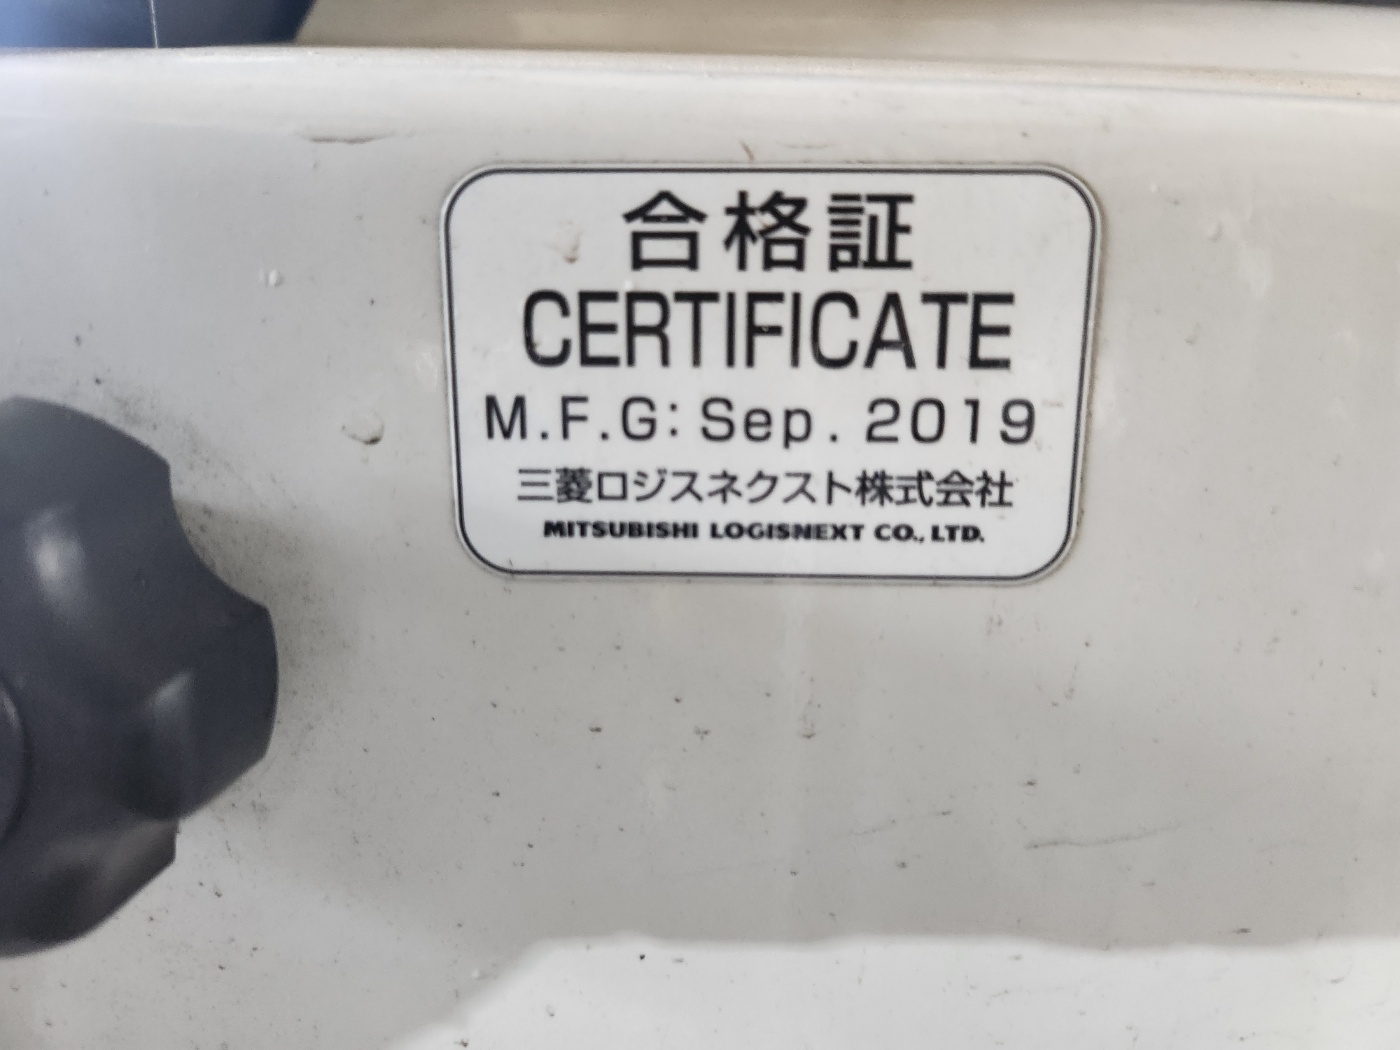 合格証
CERTIFICATE
M.F.G: Sep. 2019
三菱ロジスネクスト株式会社
MITSUBISHI LOGISNEXT CO., LTD.